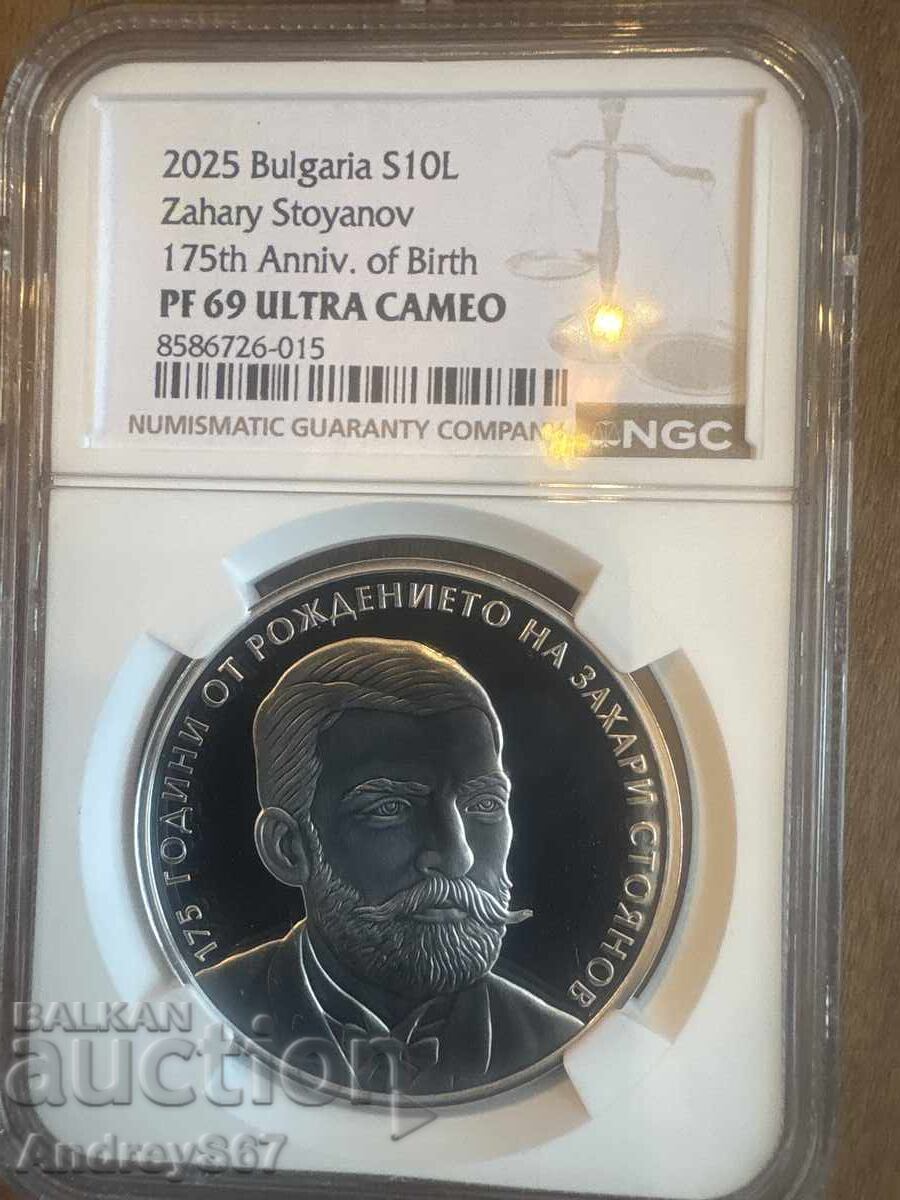 2025 Bulgaria S10L
Zahary Stoyanov
175th Anniv. of Birth
PF 69 ULTRA CAMEO
8586726-015
NUMISMATIC GUARANTY COMPANY
NGC
175 ГОДИНИ ОТ РОЖДЕНИЕТО НА ЗАХАРИ СТОЯНОВ
BALKAN
auction
Andrey867